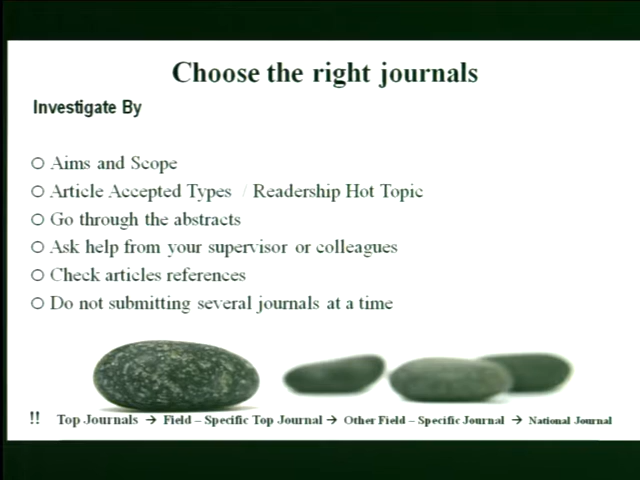 Choose the right journals
Investigate By
Aims and Scope
Article Accepted Types / Readership Hot Topic
Go through the abstracts
Ask help from your supervisor or colleagues
Check articles references
Do not submitting several journals at a time
!! Top Journals → Field – Specific Top Journal → Other Field – Specific Journal → National Journal